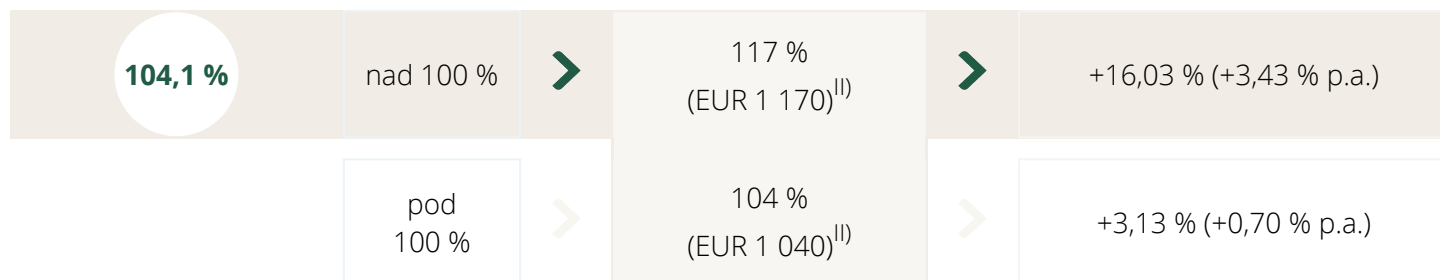 104,1 %
nad 100 %
117 %
(EUR 1 170)II)
+16,03 % (+3,43 % p.a.)
pod
100 %
104 %
(EUR 1 040)II)
+3,13 % (+0,70 % p.a.)